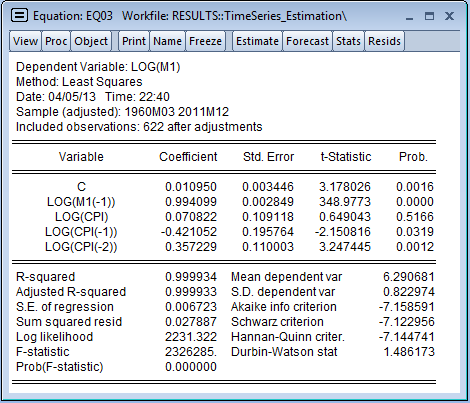 Equation: EQ03 Workfile: RESULTS::TimeSeries_Estimation\
View Proc Object Print Name Freeze Estimate Forecast Stats Resids
Dependent Variable: LOG(M1)
Method: Least Squares
Date: 04/05/13 Time: 22:40
Sample (adjusted): 1960M03 2011M12
Included observations: 622 after adjustments
Variable Coefficient Std. Error t-Statistic Prob.
C 0.010950 0.003446 3.178026 0.0016
LOG(M1(-1)) 0.994099 0.002849 348.9773 0.0000
LOG(CPI) 0.070822 0.109118 0.649043 0.5166
LOG(CPI(-1)) -0.421052 0.195764 -2.150816 0.0319
LOG(CPI(-2)) 0.357229 0.110003 3.247445 0.0012
R-squared 0.999934 Mean dependent var 6.290681
Adjusted R-squared 0.999933 S.D. dependent var 0.822974
S.E. of regression 0.006723 Akaike info criterion -7.158591
Sum squared resid 0.027887 Schwarz criterion -7.122956
Log likelihood 2231.322 Hannan-Quinn criter. -7.144741
F-statistic 2326285. Durbin-Watson stat 1.486173
Prob(F-statistic) 0.000000